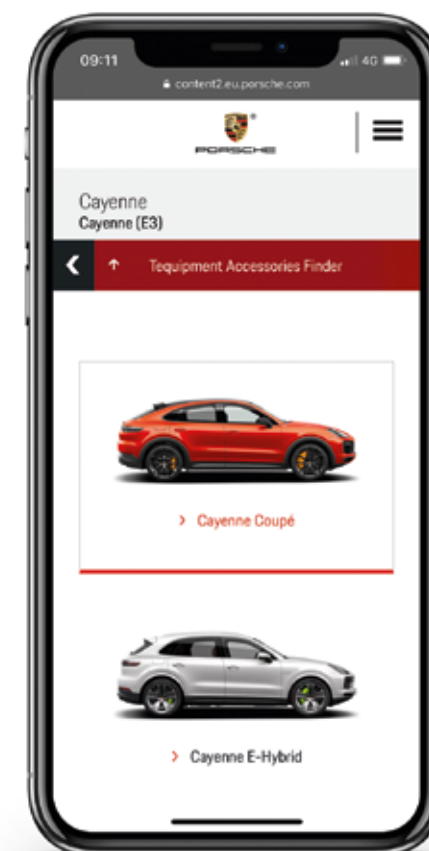 09:11
4G
content2.eu.porsche.com
PORSCHE
Cayenne
Cayenne (E3)
Tequipment Accessories Finder
> Cayenne Coupé
> Cayenne E-Hybrid